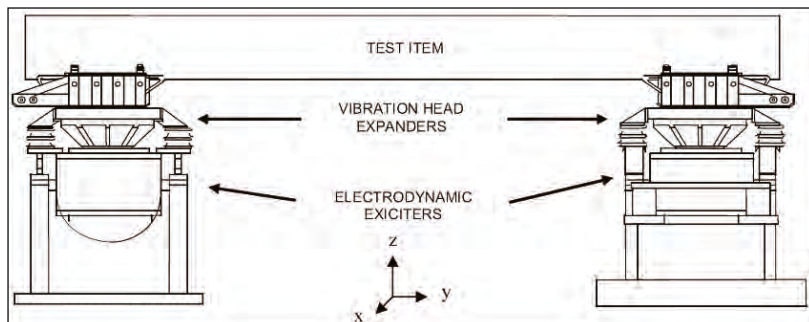 TEST ITEM
VIBRATION HEAD
EXPANDERS
ELECTRODYNAMIC
EXICITERS
z
y
x